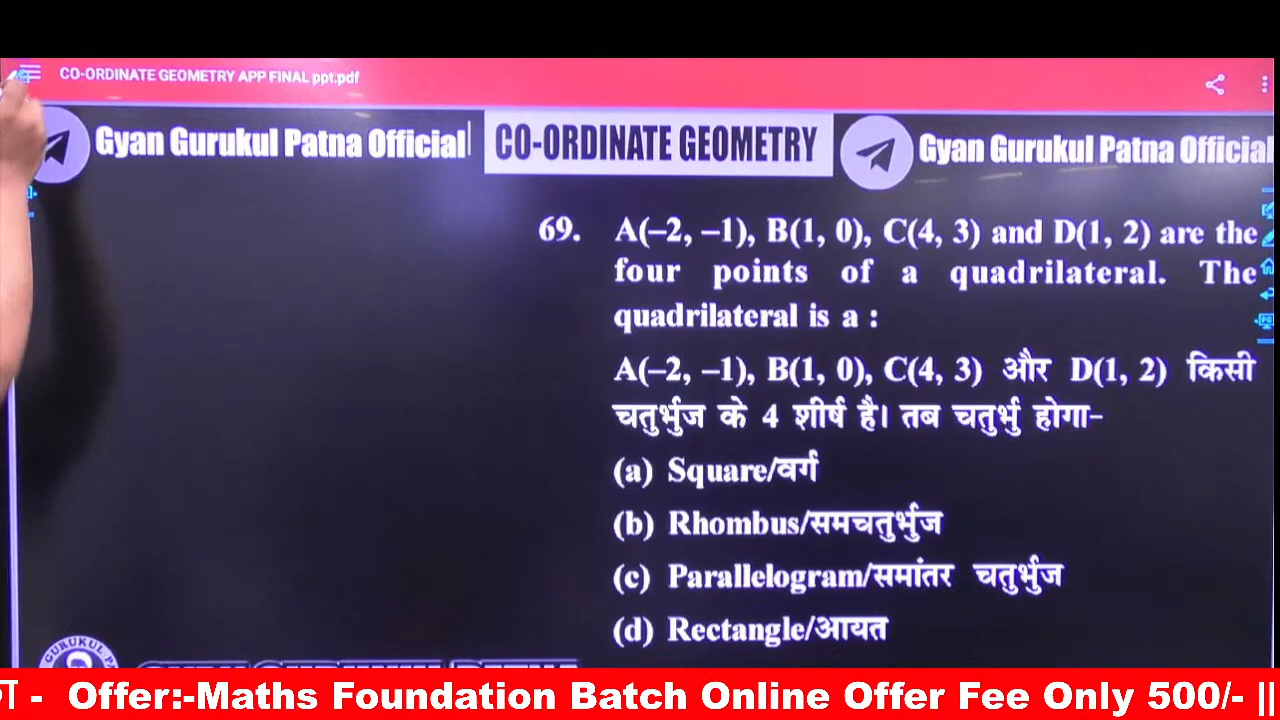 CO-ORDINATE GEOMETRY APP FINAL ppt.pdf
Gyan Gurukul Patna Official CO-ORDINATE GEOMETRY Gyan Gurukul Patna Official
69. A(–2, –1), B(1, 0), C(4, 3) and D(1, 2) are the
four points of a quadrilateral. The
quadrilateral is a :
A(–2, –1), B(1, 0), C(4, 3) और D(1, 2) किसी
चतुर्भुज के 4 शीर्ष है। तब चतुर्भु होगा-
(a) Square/वर्ग
(b) Rhombus/समचतुर्भुज
(c) Parallelogram/समांतर चतुर्भुज
(d) Rectangle/आयत
Offer:-Maths Foundation Batch Online Offer Fee Only 500/- ||